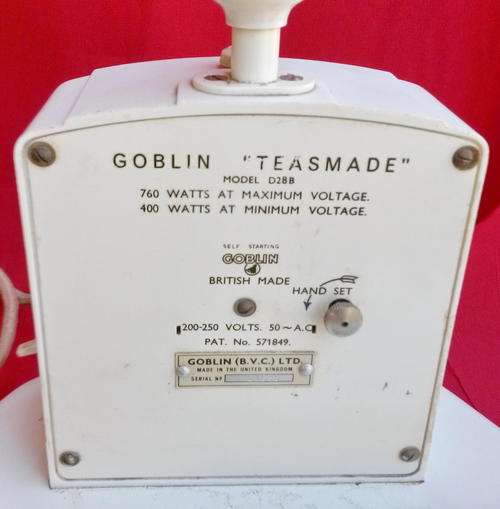 GOBLIN "TEASMADE"
MODEL D28B
760 WATTS AT MAXIMUM VOLTAGE.
400 WATTS AT MINIMUM VOLTAGE.
SELF STARTING
GOBLIN
BRITISH MADE
HAND SET
200-250 VOLTS. 50~A.C
PAT. No. 571849.
GOBLIN (B.V.C.) LTD.
MADE IN THE UNITED KINGDOM
SERIAL Nº